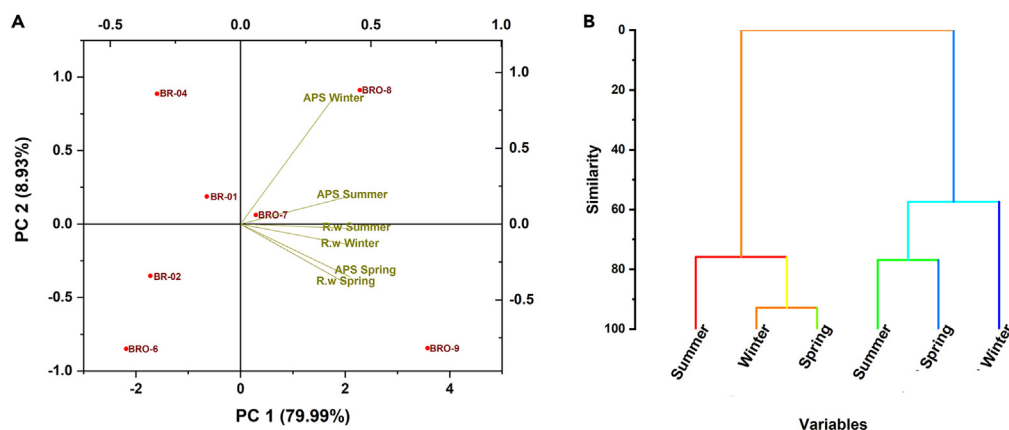 A
-0.5
0.0
0.5
1.0
1.0
0.5
0.0
-0.5
-1.0
PC 2 (8.93%)
1.0
0.5
0.0
-0.5
BR-04
BRO-8
APS Winter
BR-01
APS Summer
BRO-7
R.w Summer
R.w Winter
BR-02
APS Spring
R.w Spring
BRO-6
BRO-9
-2
0
2
4
PC 1 (79.99%)
B
0
20
40
60
80
100
Similarity
Summer
Winter
Spring
Summer
Spring
Winter
Variables